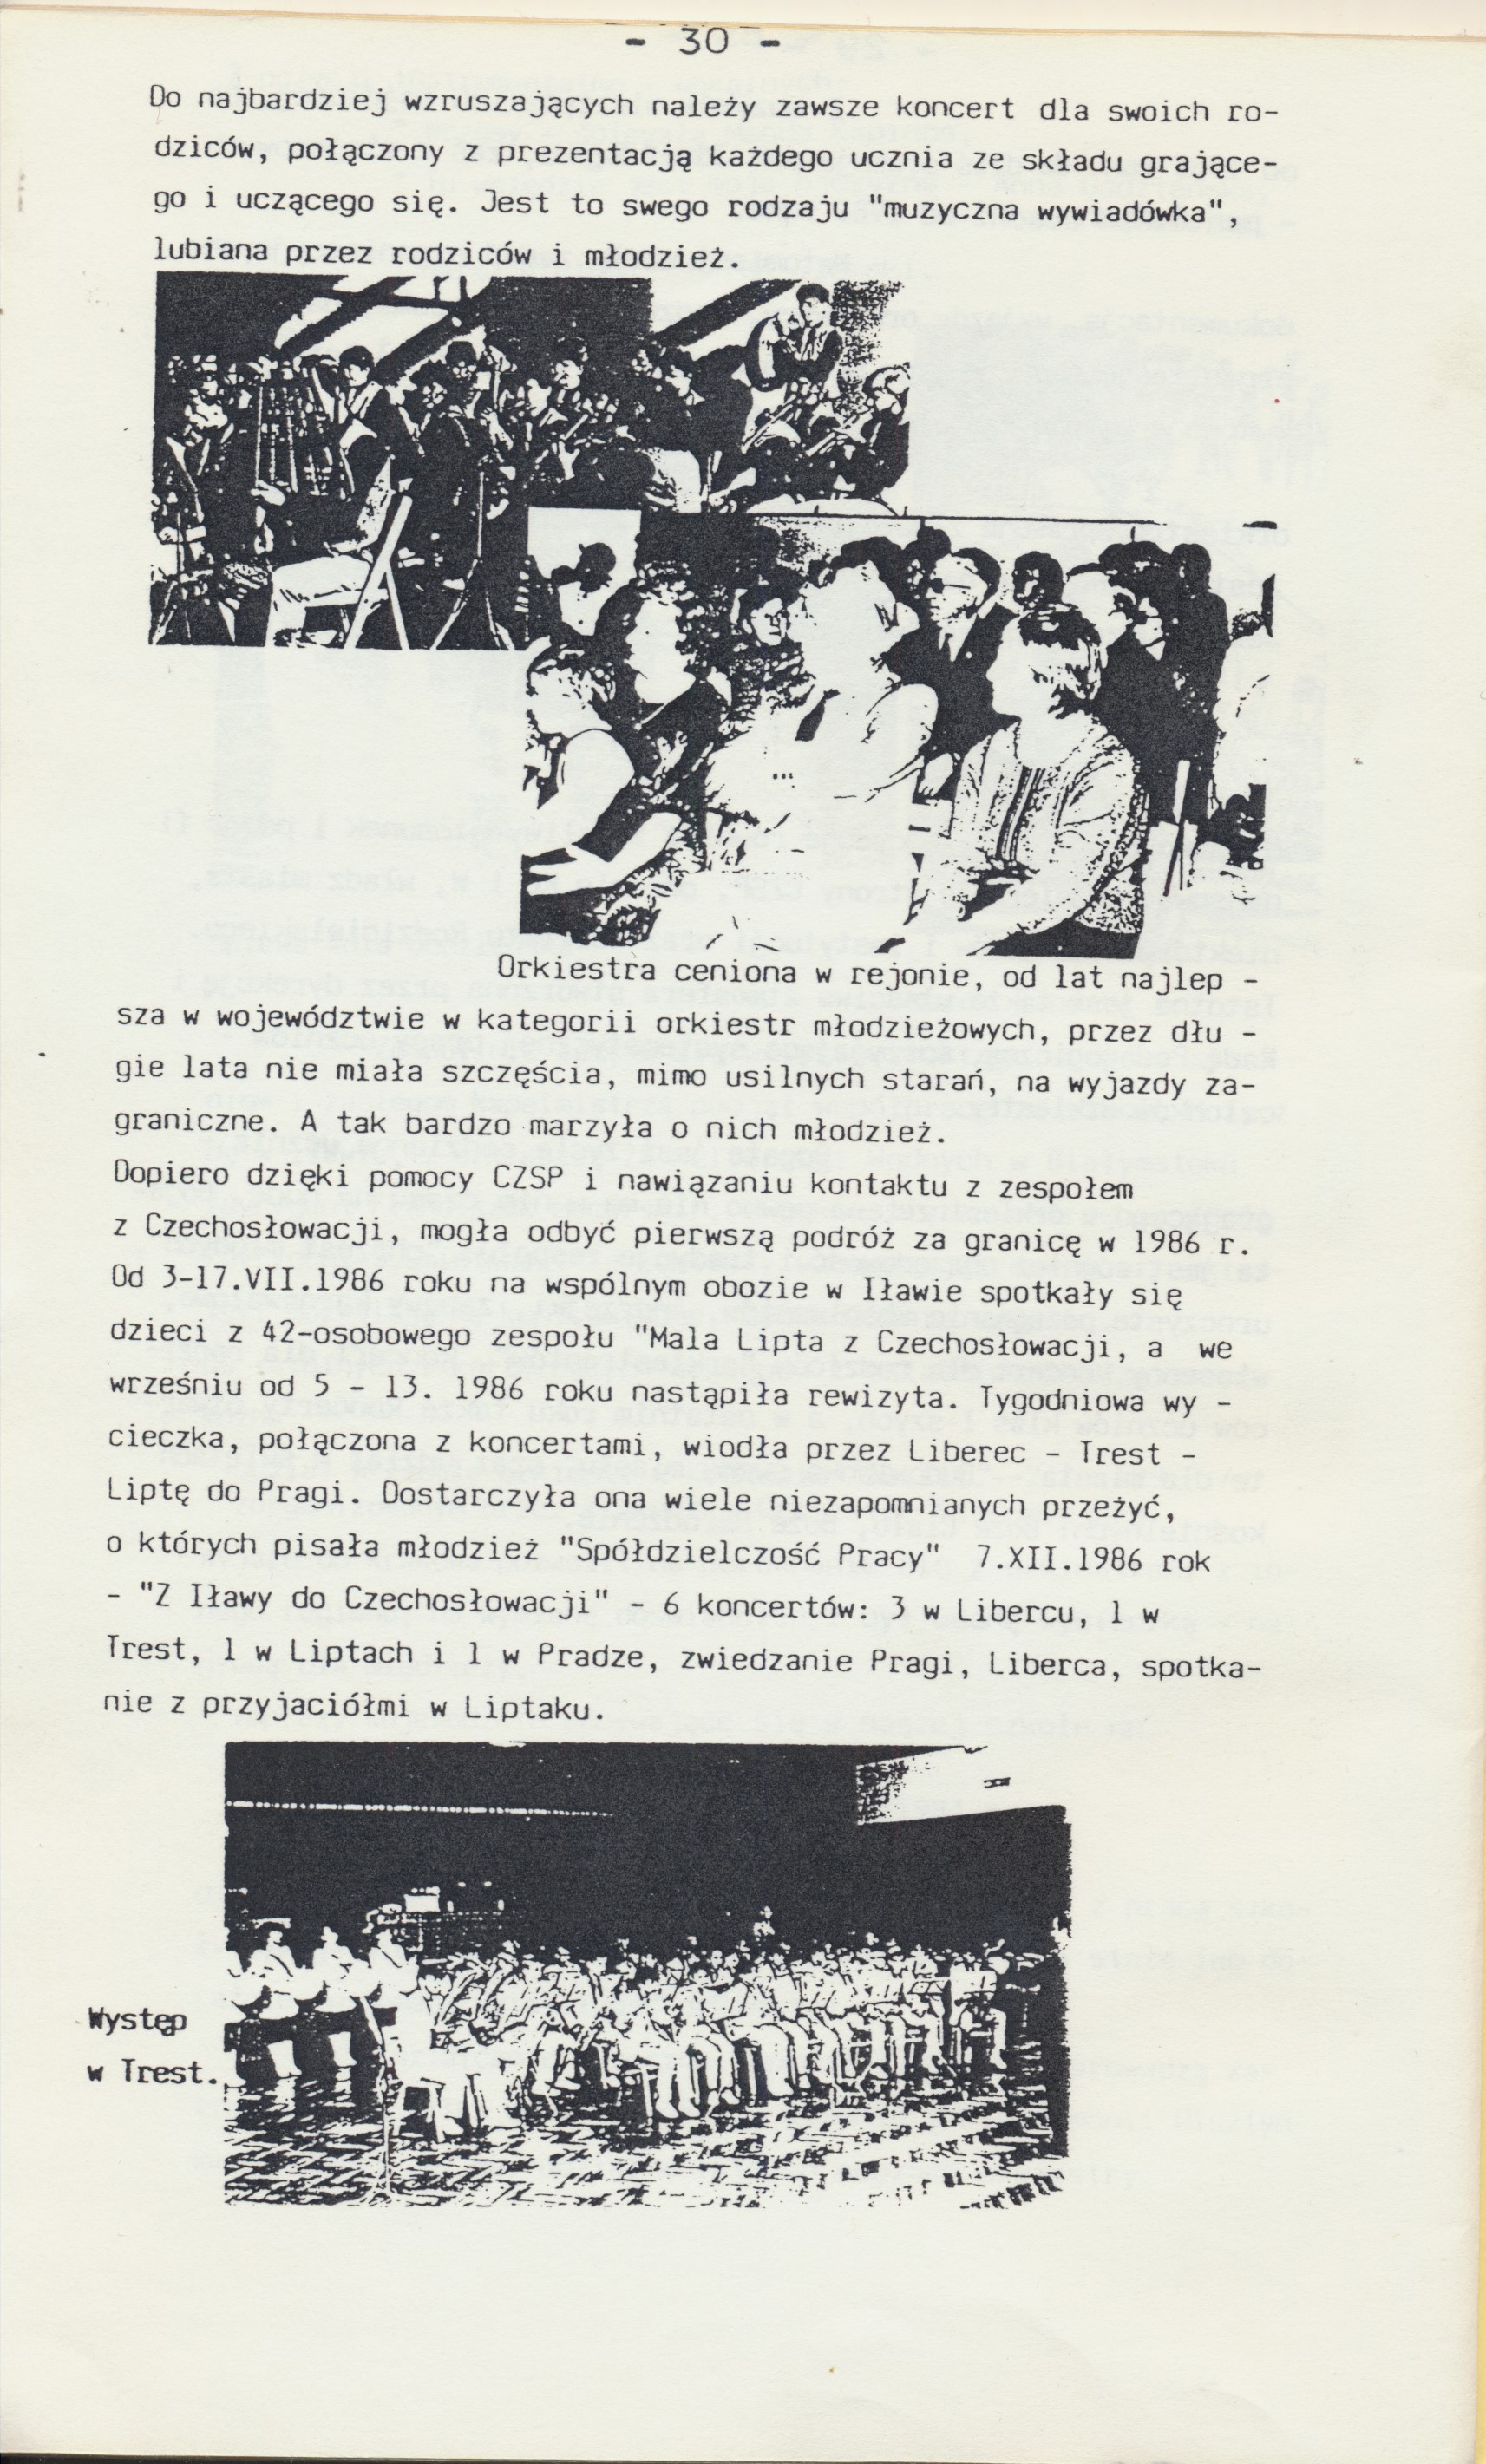 - 30 -
Do najbardziej wzruszających należy zawsze koncert dla swoich ro-
dziców, połączony z prezentacją każdego ucznia ze składu grające-
go i uczącego się. Jest to swego rodzaju "muzyczna wywiadówka",
lubiana przez rodziców i młodzież.
Orkiestra ceniona w rejonie, od lat najlep -
sza w województwie w kategorii orkiestr młodzieżowych, przez dłu -
gie lata nie miała szczęścia, mimo usilnych starań, na wyjazdy za-
graniczne. A tak bardzo marzyła o nich młodzież.
Dopiero dzięki pomocy CZSP i nawiązaniu kontaktu z zespołem
z Czechosłowacji, mogła odbyć pierwszą podróż za granicę w 1986 r.
Od 3-17.VII.1986 roku na wspólnym obozie w Iławie spotkały się
dzieci z 42-osobowego zespołu "Mala Lipta z Czechosłowacji, a we
wrześniu od 5 - 13. 1986 roku nastąpiła rewizyta. Tygodniowa wy -
cieczka, połączona z koncertami, wiodła przez Liberec - Trest -
Liptę do Pragi. Dostarczyła ona wiele niezapomnianych przeżyć,
o których pisała młodzież "Spółdzielczość Pracy" 7.XII.1986 rok
- "Z Iławy do Czechosłowacji" - 6 koncertów: 3 w Libercu, 1 w
Trest, 1 w Liptach i 1 w Pradze, zwiedzanie Pragi, Liberca, spotka-
nie z przyjaciółmi w Liptaku.
Występ
w Trest.